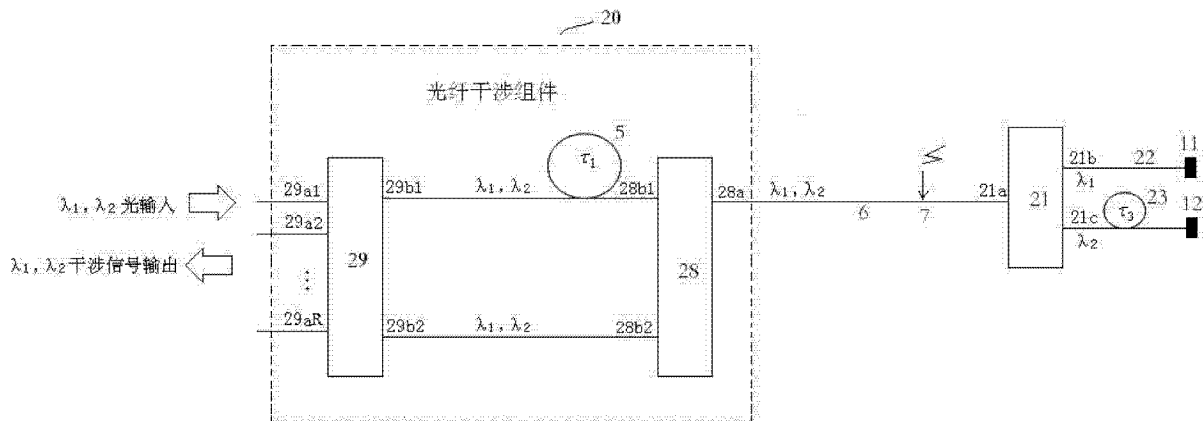 20
光纤干涉组件
5
τ₁
λ₁, λ₂ 光输入
29a1
29b1
λ₁, λ₂
28b1
28a
λ₁, λ₂
6
7
21a
21b
22
11
λ₁
29a2
21
21c
τ₃
23
12
λ₂
29
28
λ₁, λ₂ 干涉信号输出
⋮
29aR
29b2
λ₁, λ₂
28b2